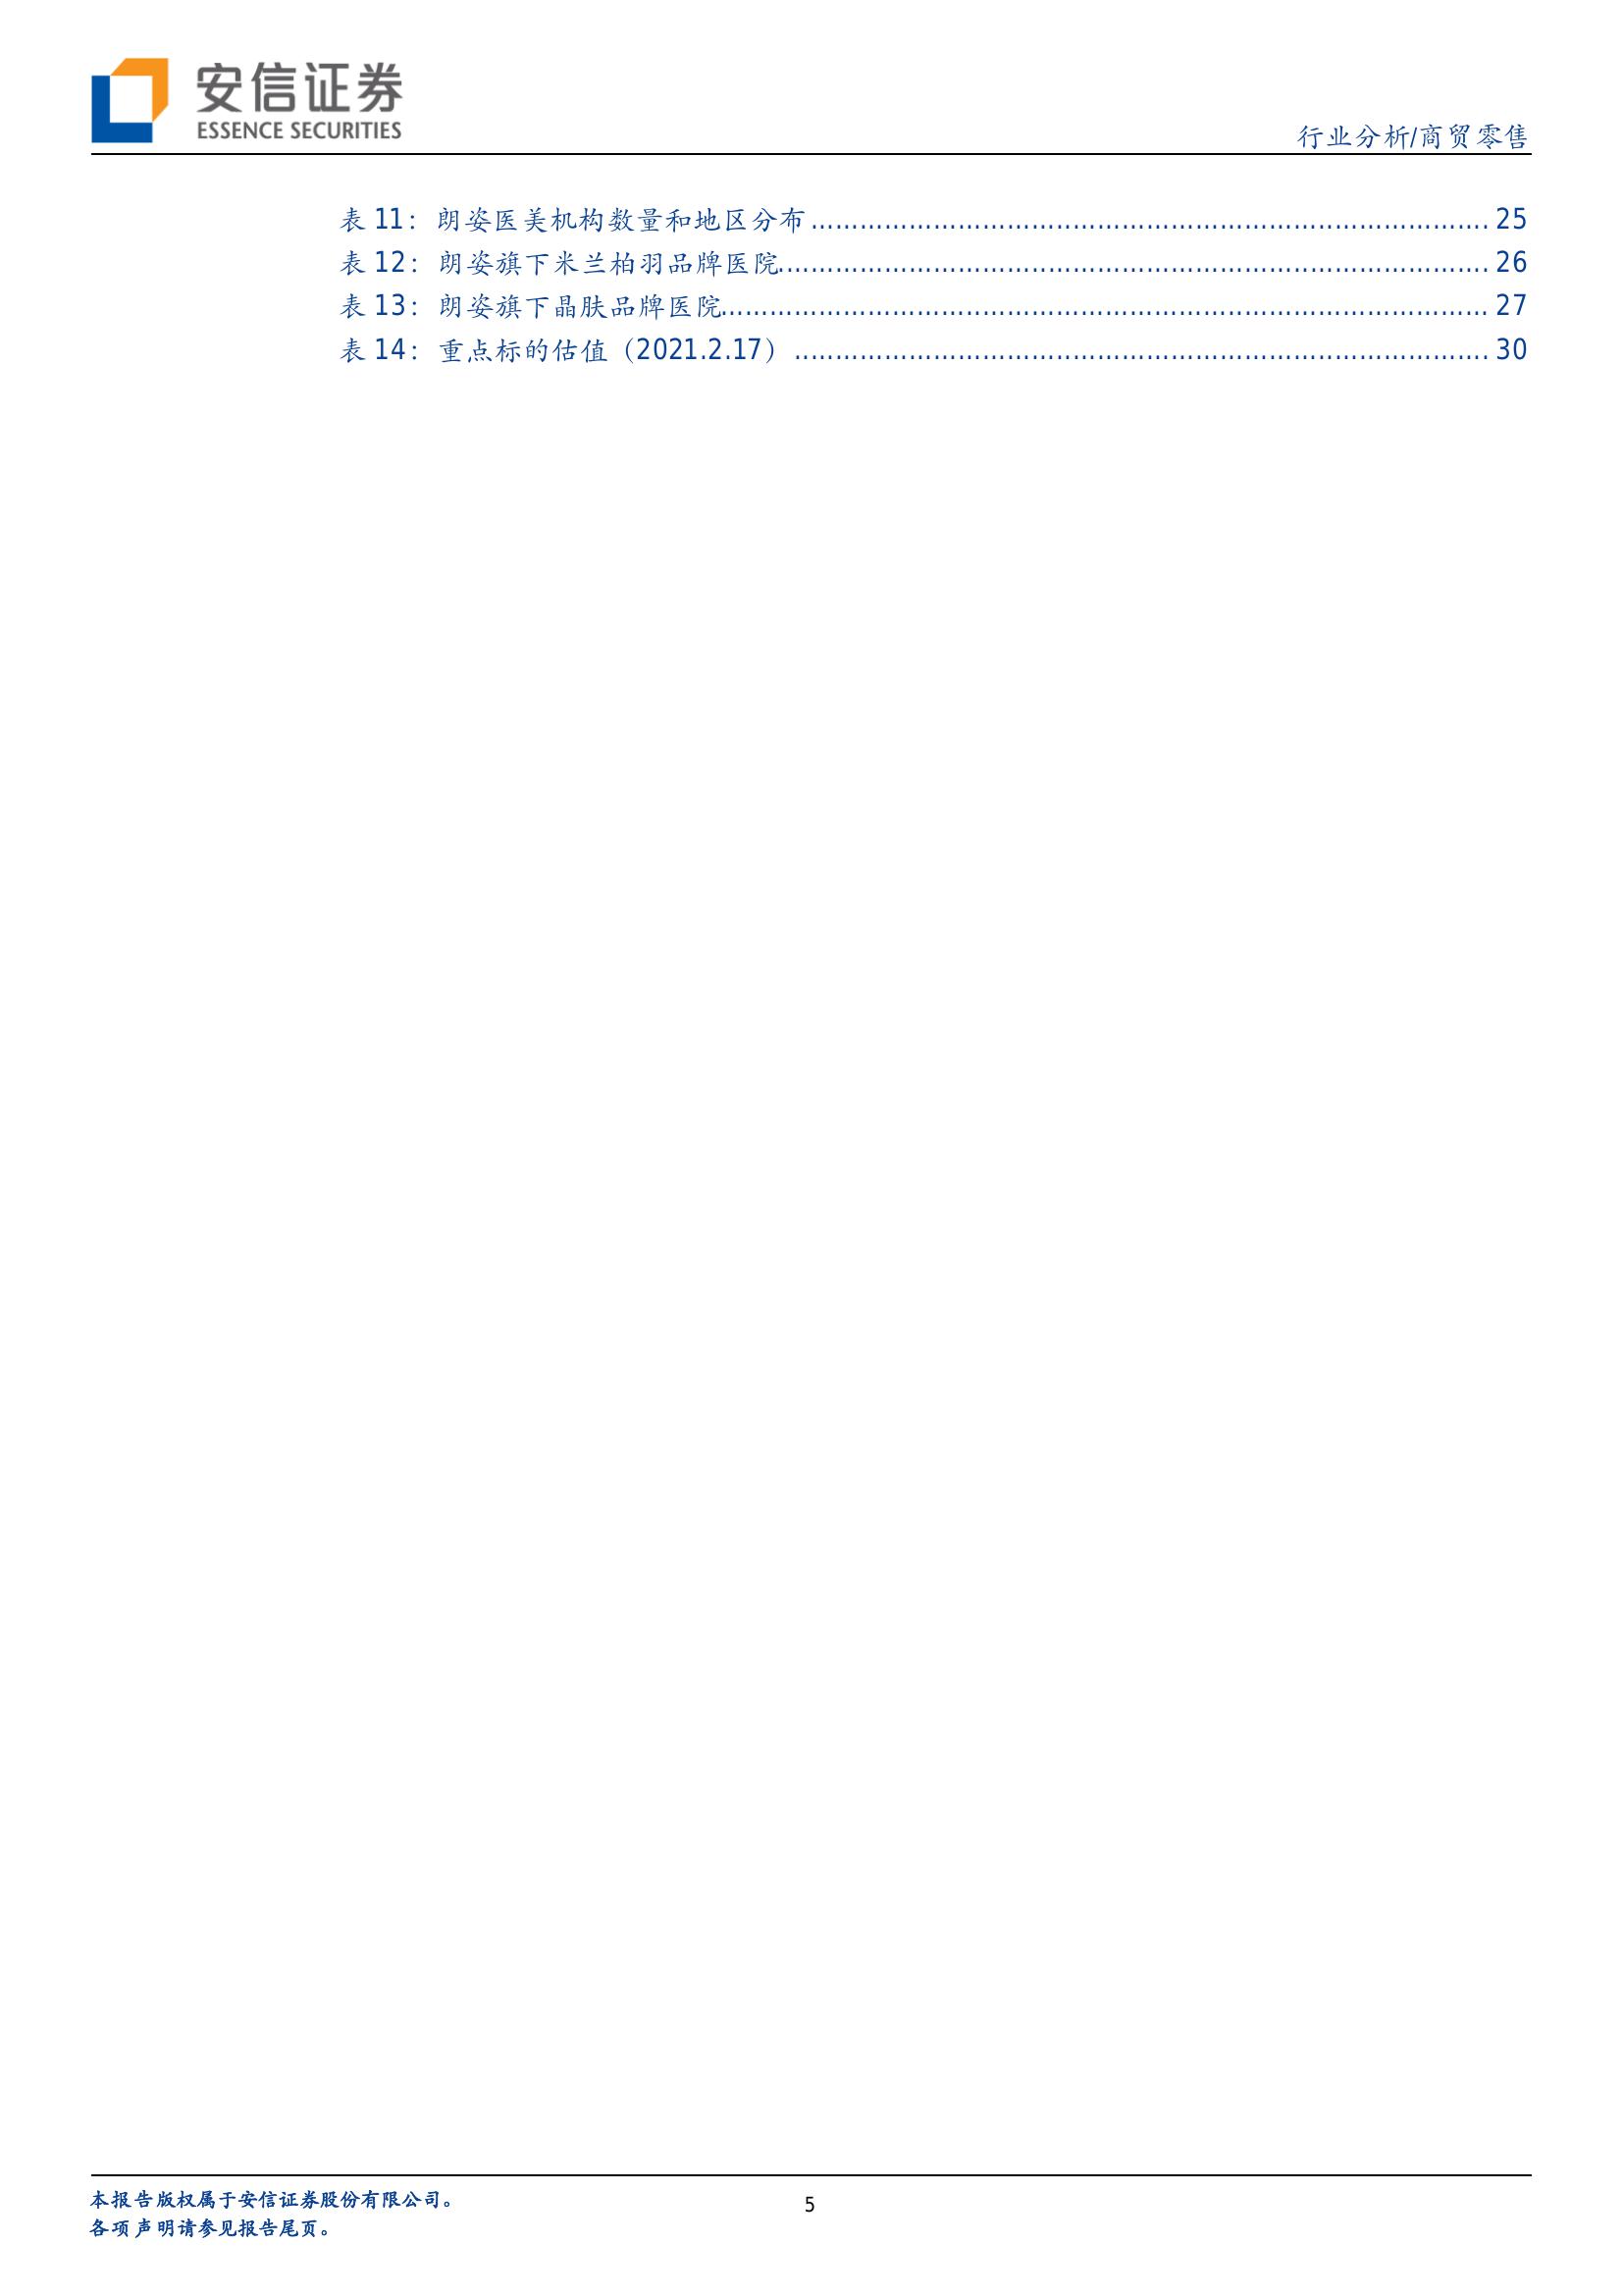 安信证券
ESSENCE SECURITIES
行业分析/商贸零售
表 11：朗姿医美机构数量和地区分布........................................................................ 25
表 12：朗姿旗下米兰柏羽品牌医院........................................................................ 26
表 13：朗姿旗下晶肤品牌医院........................................................................ 27
表 14：重点标的估值（2021.2.17）........................................................................ 30
本报告版权属于安信证券股份有限公司。
5
各项声明请参见报告尾页。